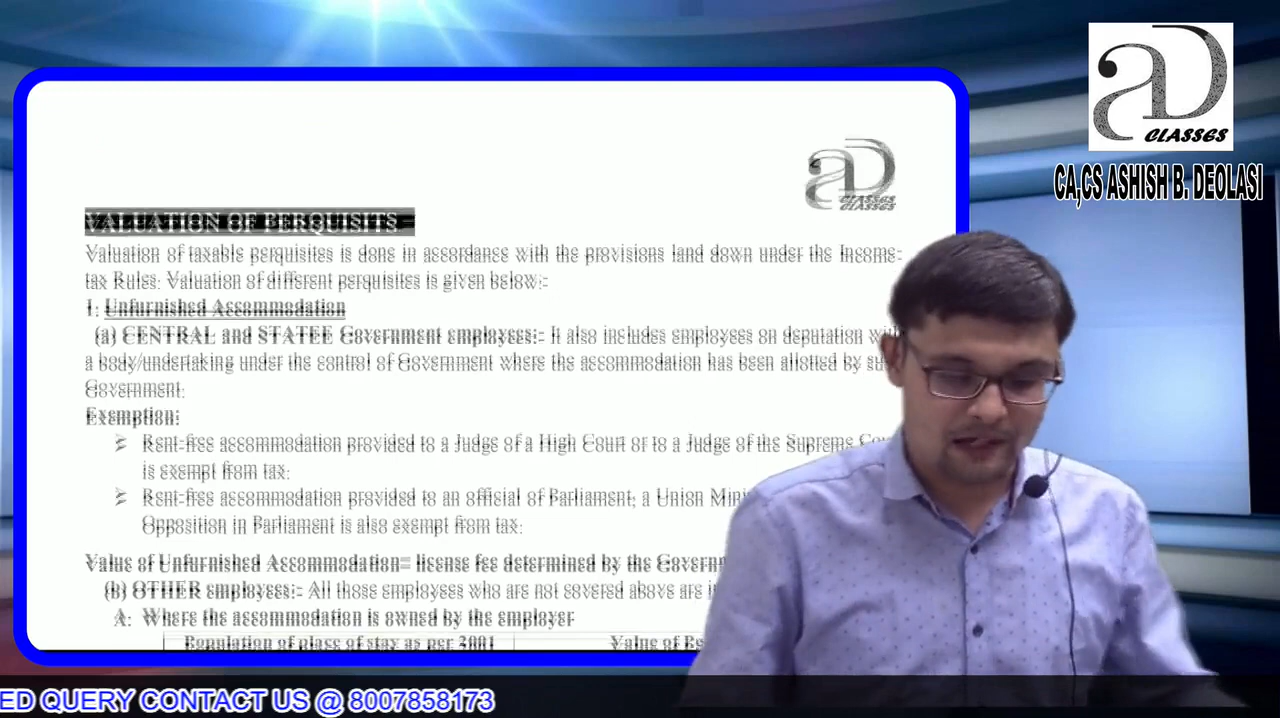 aD
CLASSES
CA,CS ASHISH B. DEOLASI
aD
CLASSES
VALUATION OF PERQUISITS –
Valuation of taxable perquisites is done in accordance with the provisions land down under the Income-
tax Rules. Valuation of different perquisites is given below:-
1. Unfurnished Accommodation
(a) CENTRAL and STATEE Government employees:- It also includes employees on deputation with
a body/undertaking under the control of Government where the accommodation has been allotted by
Government.
Exemption:
➢ Rent-free accommodation provided to a Judge of a High Court or to a Judge of the Supreme
is exempt from tax.
➢ Rent-free accommodation provided to an official of Parliament, a Union
Opposition in Parliament is also exempt from tax.
Value of Unfurnished Accommodation= license fee determined by the
(b) OTHER employees:- All those employees who are not covered above are
A. Where the accommodation is owned by the employer
Population of place of stay as per 2001 Value of
ED QUERY CONTACT US @ 8007858173